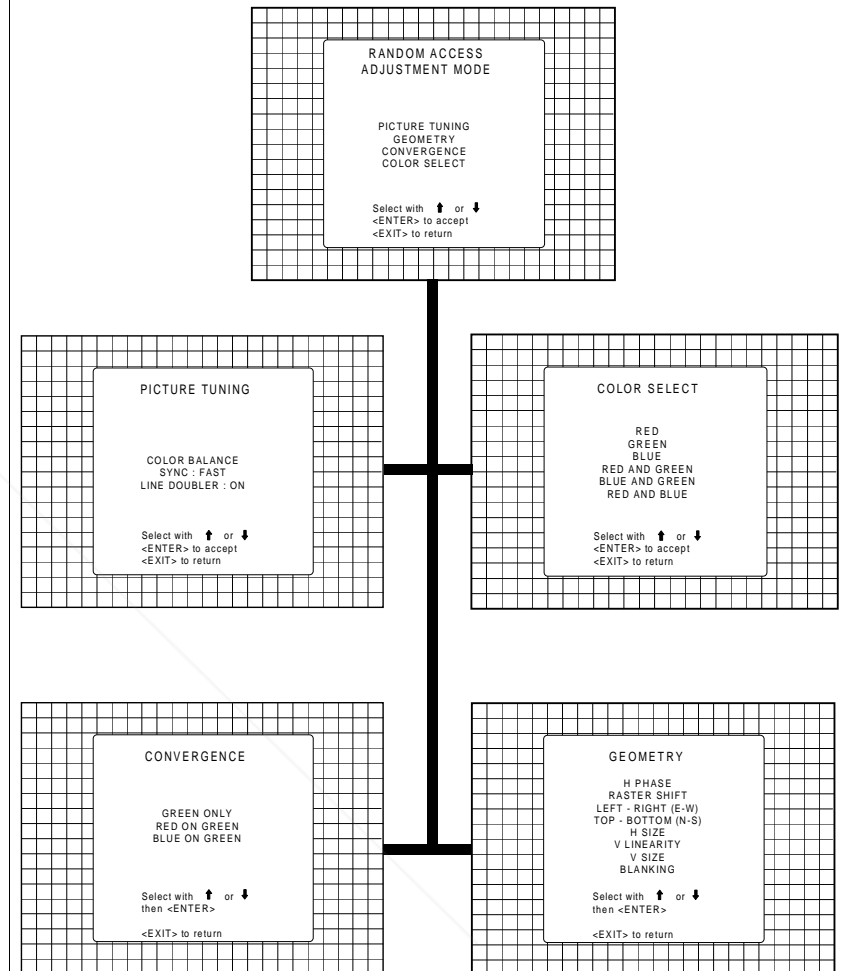 RANDOM ACCESS
ADJUSTMENT MODE
PICTURE TUNING
GEOMETRY
CONVERGENCE
COLOR SELECT
Select with ⬆ or ⬇
<ENTER> to accept
<EXIT> to return
PICTURE TUNING
COLOR BALANCE
SYNC : FAST
LINE DOUBLER : ON
Select with ⬆ or ⬇
<ENTER> to accept
<EXIT> to return
COLOR SELECT
RED
GREEN
BLUE
RED AND GREEN
BLUE AND GREEN
RED AND BLUE
Select with ⬆ or ⬇
<ENTER> to accept
<EXIT> to return
CONVERGENCE
GREEN ONLY
RED ON GREEN
BLUE ON GREEN
Select with ⬆ or ⬇
then <ENTER>
<EXIT> to return
GEOMETRY
H PHASE
RASTER SHIFT
LEFT - RIGHT (E-W)
TOP - BOTTOM (N-S)
H SIZE
V LINEARITY
V SIZE
BLANKING
Select with ⬆ or ⬇
then <ENTER>
<EXIT> to return